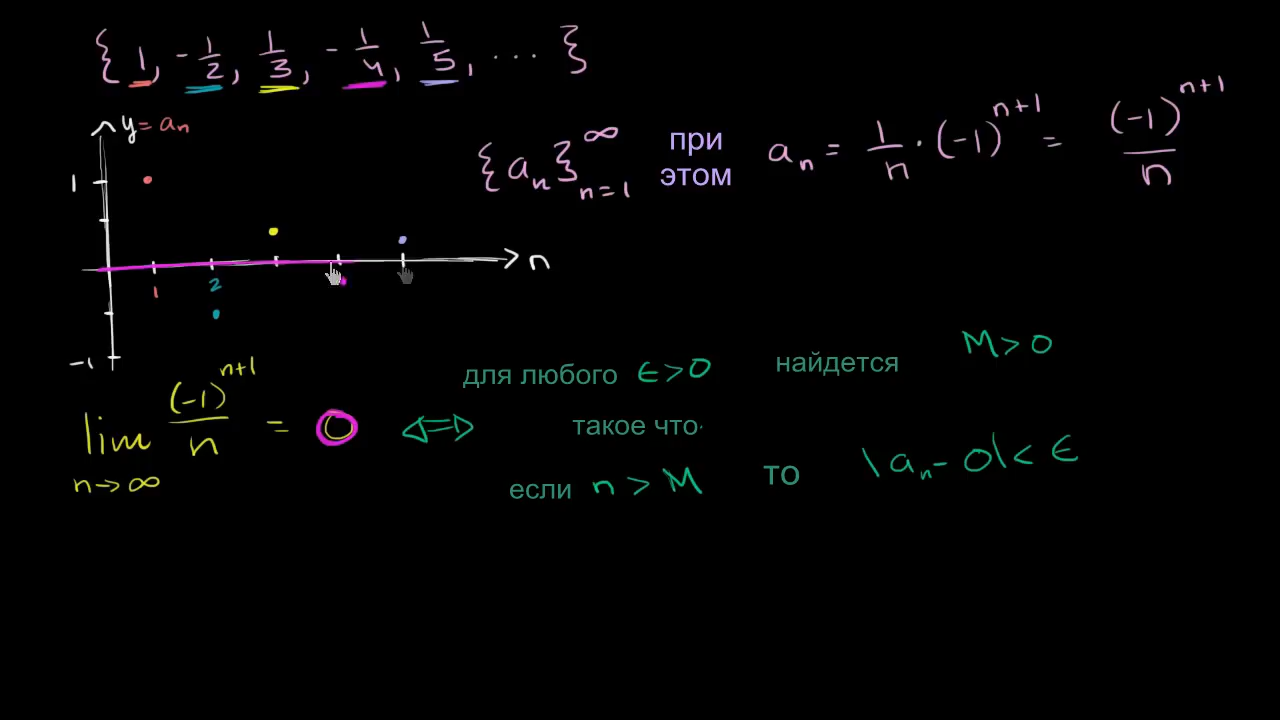 { 1, -1/2, 1/3, -1/4, 1/5, ... }
y = aₙ
1
1 2
n
-1
{aₙ}ₙ₌₁^∞ при этом aₙ = 1/n · (-1)^(n+1) = (-1)^(n+1)/n
lim n→∞ (-1)^(n+1)/n = 0 ⇔
для любого ϵ > 0 найдется M > 0
такое что
если n > M то |aₙ - 0| < ϵ